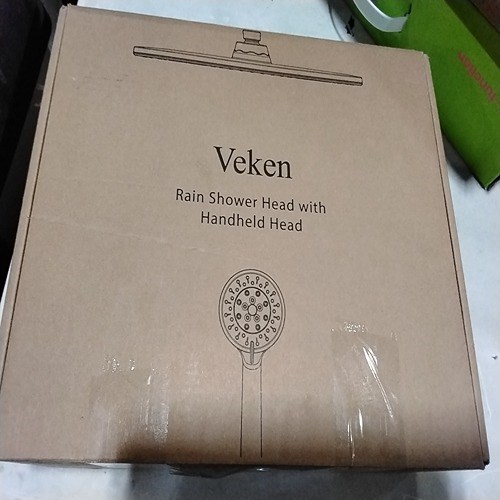 Veken
Rain Shower Head with
Handheld Head